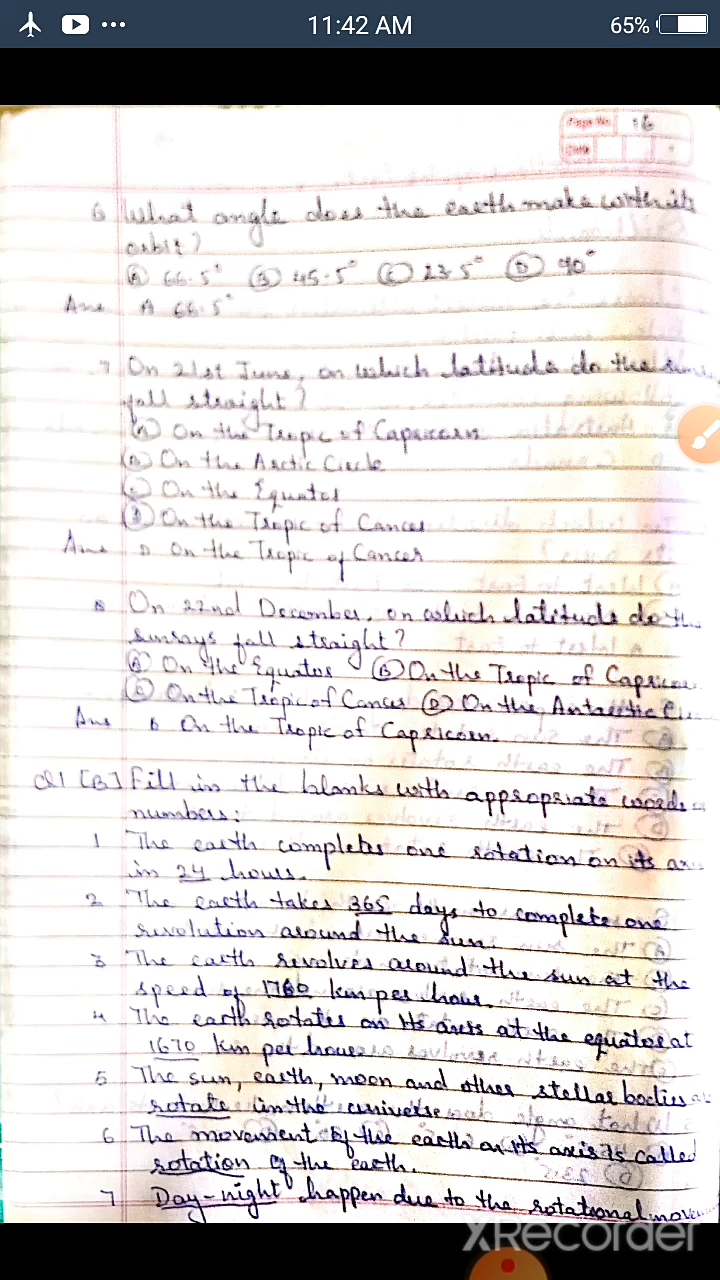 11:42 AM
65%
Page No. 16
Date
6 What angle does the earth make with its
orbit?
(A) 66.5° (B) 45.5° (C) 23.5° (D) 90°
Ans A 66.5°
7 On 21st June, on which latitude do the sun
fall straight?
(A) On the Tropic of Capricorn
(B) On the Arctic Circle
(C) On the Equator
(D) On the Tropic of Cancer
Ans D On the Tropic of Cancer
8 On 22nd December, on which latitude do the
sunrays fall straight?
(A) On the Equator (B) On the Tropic of Capricor
(C) On the Tropic of Cancer (D) On the Antarctic Ci
Ans B On the Tropic of Capricorn.
Q1 [B] Fill in the blanks with appropriate words
numbers:
1 The earth completes one rotation on its ax
in 24 hours.
2 The earth takes 365 days to complete one
revolution around the sun.
3 The earth revolves around the sun at the
speed of km per hour.
4 The earth rotates on its axis at the equator at
1670 km per hour
5 The sun, earth, moon and other stellar bodies
rotate in the universe
6 The movement of the earth on its axis is called
rotation of the earth.
7 Day-night happen due to the rotational move
XRecorder